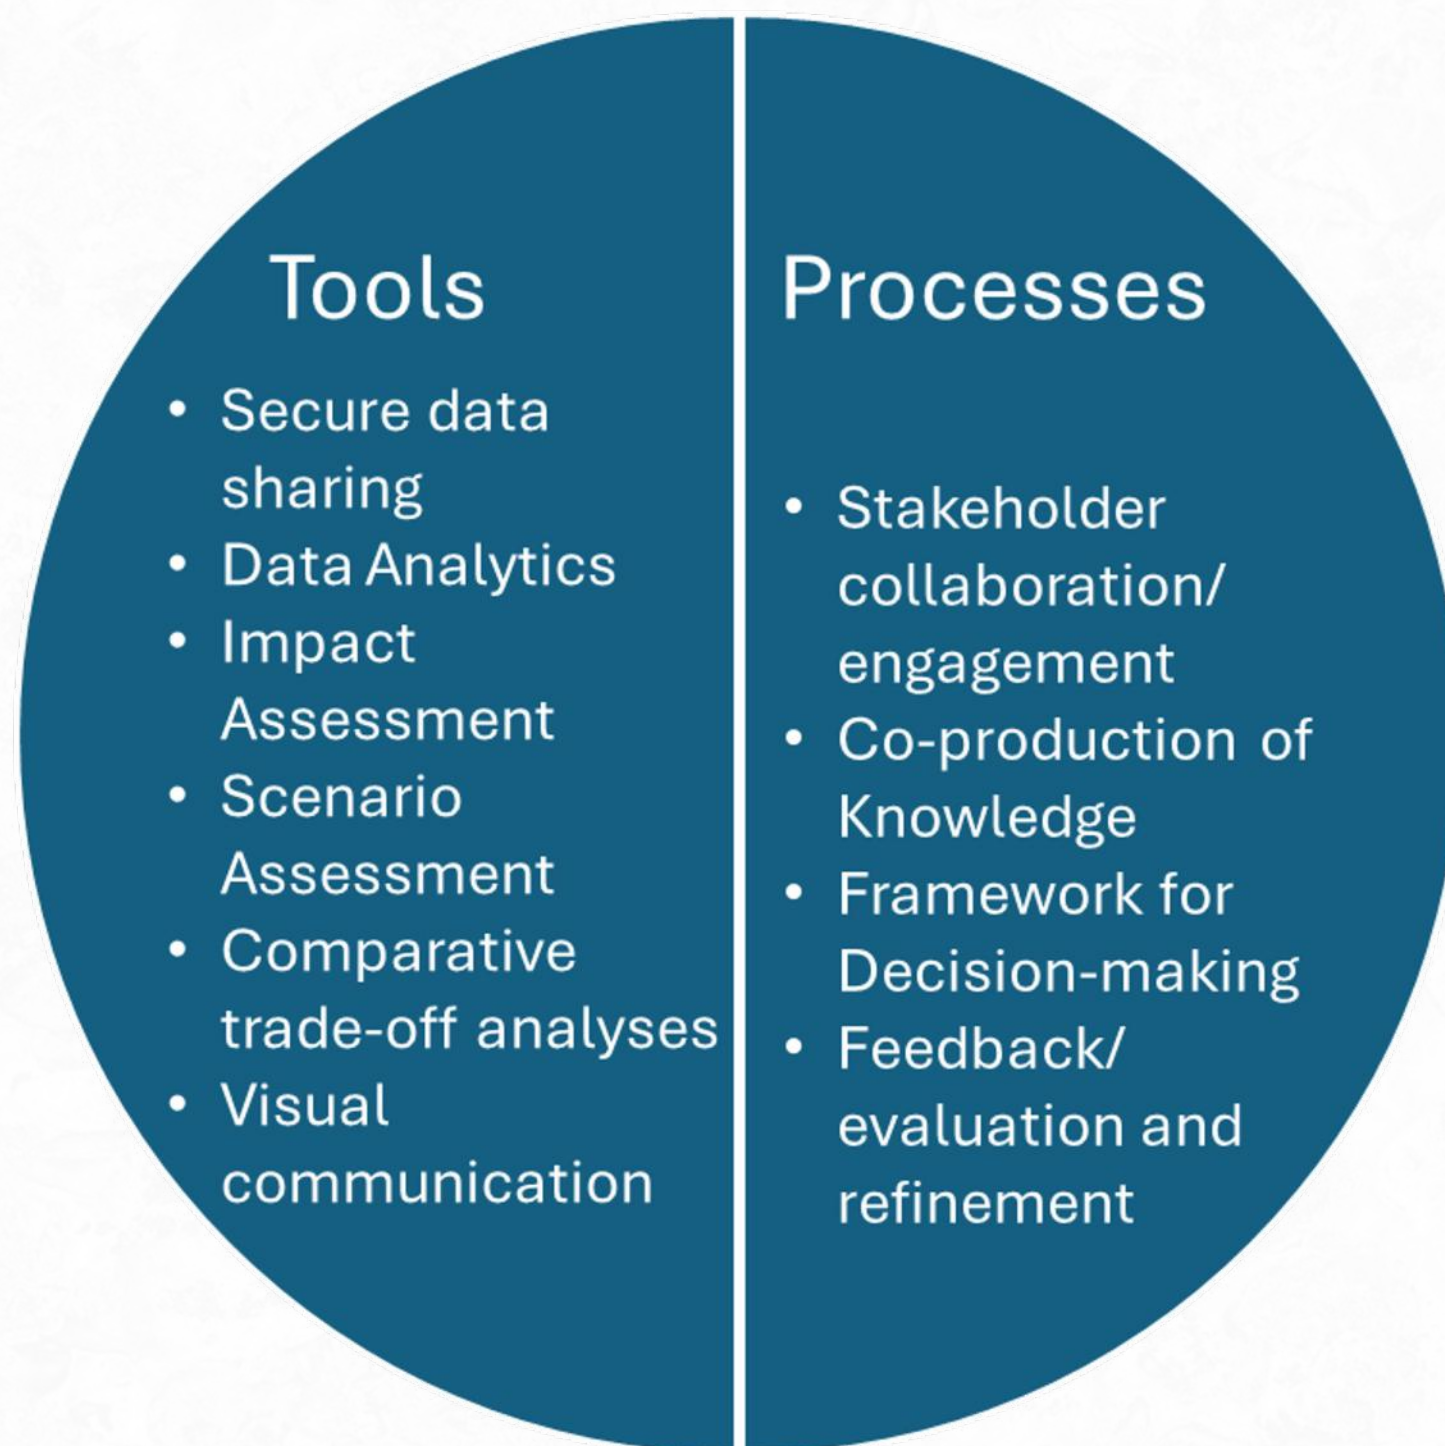 Tools
• Secure data
sharing
• Data Analytics
• Impact
Assessment
• Scenario
Assessment
• Comparative
trade-off analyses
• Visual
communication
Processes
• Stakeholder
collaboration/
engagement
• Co-production of
Knowledge
• Framework for
Decision-making
• Feedback/
evaluation and
refinement